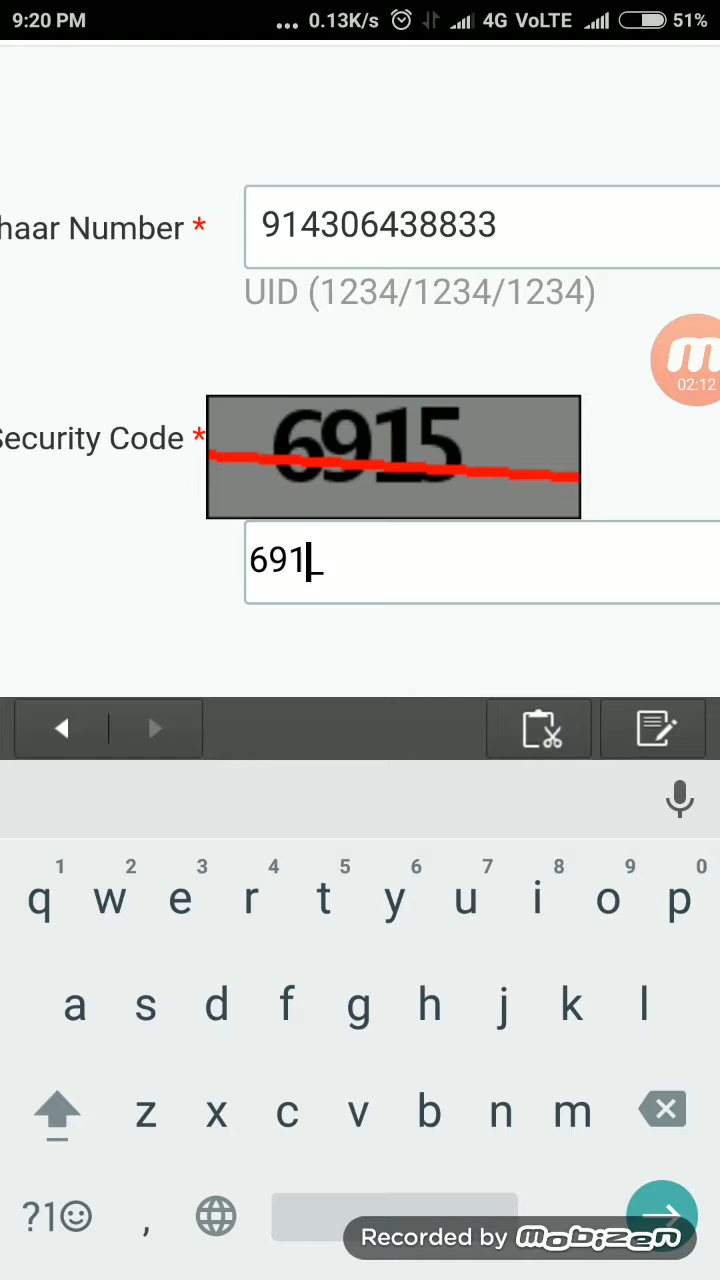 9:20 PM ... 0.13K/s 4G VoLTE 51%
haar Number * 914306438833
UID (1234/1234/1234)
02:12
Security Code * 6915
691
1 2 3 4 5 6 7 8 9 0
q w e r t y u i o p
a s d f g h j k l
z x c v b n m
?1☺ ,
Recorded by mobizen